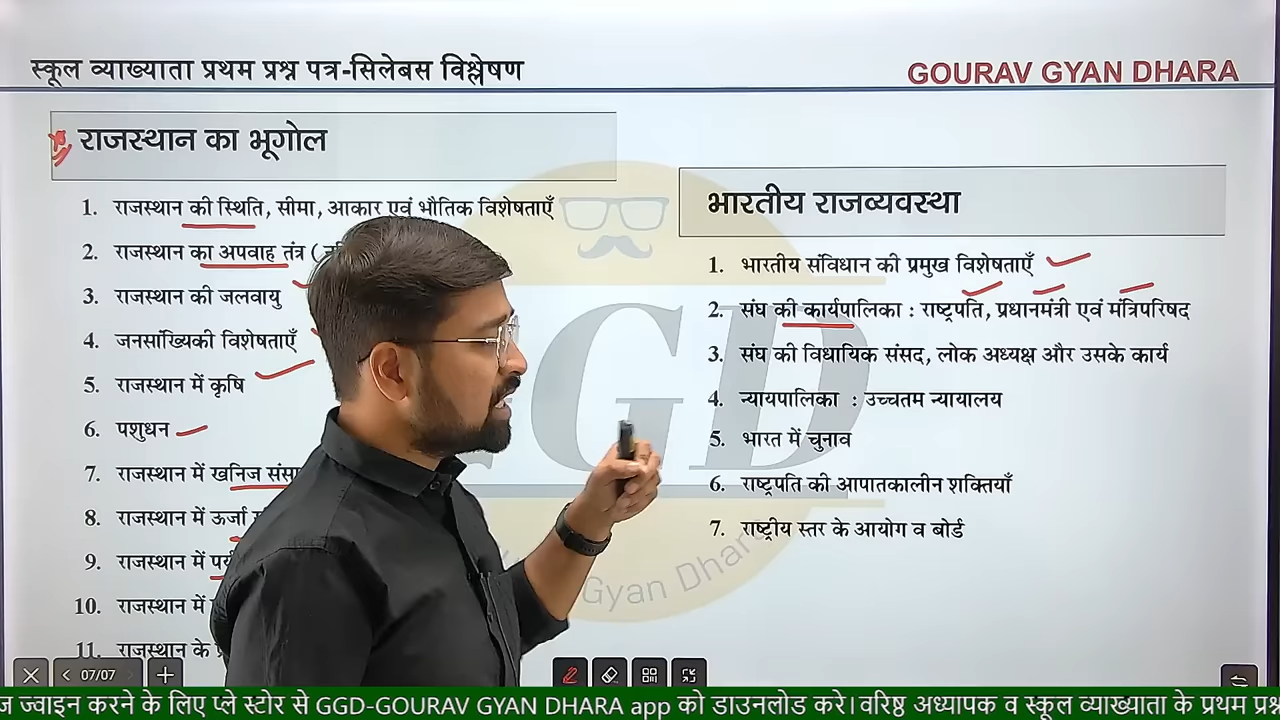 स्कूल व्याख्याता प्रथम प्रश्न पत्र-सिलेबस विश्लेषण
GOURAV GYAN DHARA
राजस्थान का भूगोल
1. राजस्थान की स्थिति, सीमा, आकार एवं भौतिक विशेषताएँ
2. राजस्थान का अपवाह तंत्र (
3. राजस्थान की जलवायु
4. जनसांख्यिकी विशेषताएँ
5. राजस्थान में कृषि
6. पशुधन
7. राजस्थान में खनिज
8. राजस्थान में ऊर्जा
9. राजस्थान में
10. राजस्थान में
11. राजस्थान के
भारतीय राजव्यवस्था
1. भारतीय संविधान की प्रमुख विशेषताएँ
2. संघ की कार्यपालिका : राष्ट्रपति, प्रधानमंत्री एवं मंत्रिपरिषद
3. संघ की विधायिक संसद, लोक अध्यक्ष और उसके कार्य
4. न्यायपालिका : उच्चतम न्यायालय
5. भारत में चुनाव
6. राष्ट्रपति की आपातकालीन शक्तियाँ
7. राष्ट्रीय स्तर के आयोग व बोर्ड
GD
Gyan Dhara
07/07
ज्वाइन करने के लिए प्ले स्टोर से GGD-GOURAV GYAN DHARA app को डाउनलोड करे। वरिष्ठ अध्यापक व स्कूल व्याख्याता के प्रथम